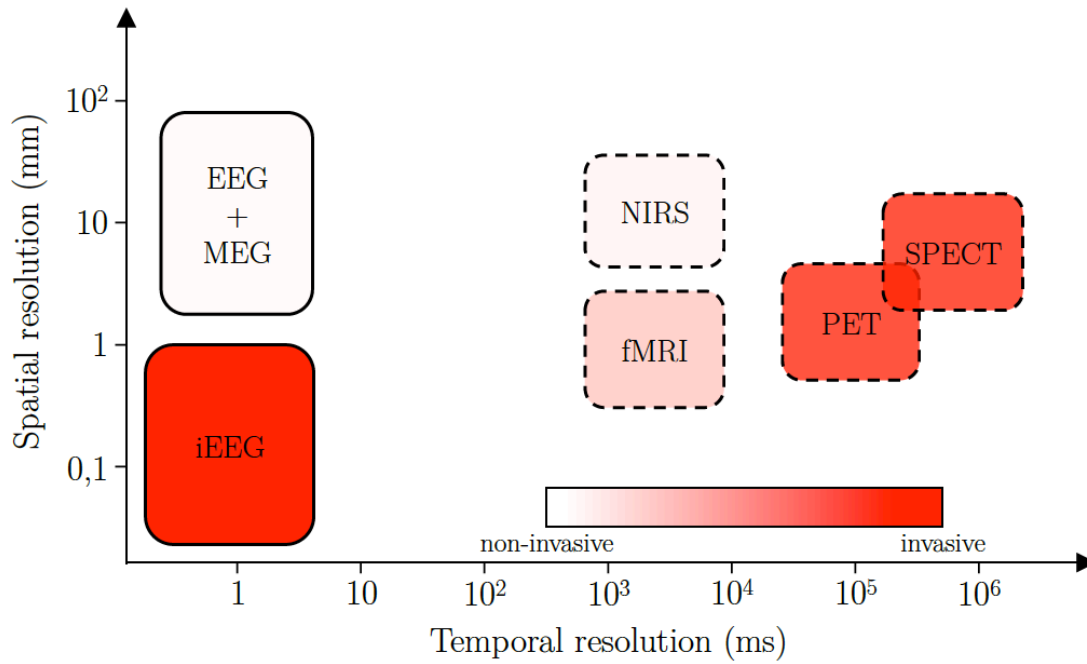 Spatial resolution (mm)
10²
10
1
0,1
EEG
+
MEG
iEEG
NIRS
fMRI
PET
SPECT
non-invasive
invasive
1
10
10²
10³
10⁴
10⁵
10⁶
Temporal resolution (ms)